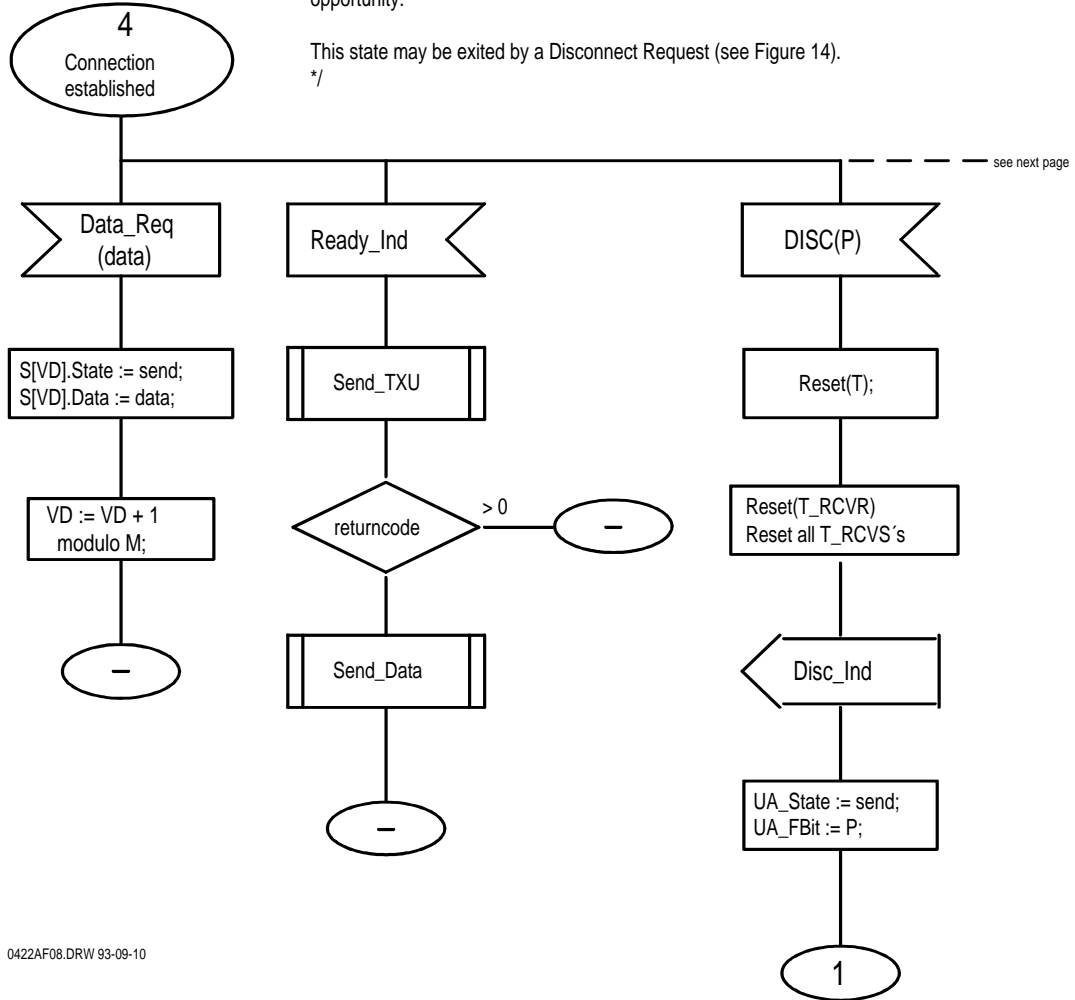 opportunity.
4
Connection
established
This state may be exited by a Disconnect Request (see Figure 14).
*/
see next page
Data_Req
(data)
Ready_Ind
DISC(P)
S[VD].State := send;
S[VD].Data := data;
Send_TXU
Reset(T);
VD := VD + 1
modulo M;
returncode
> 0
–
Reset(T_RCVR)
Reset all T_RCVS´s
–
Send_Data
Disc_Ind
–
UA_State := send;
UA_FBit := P;
0422AF08.DRW 93-09-10
1